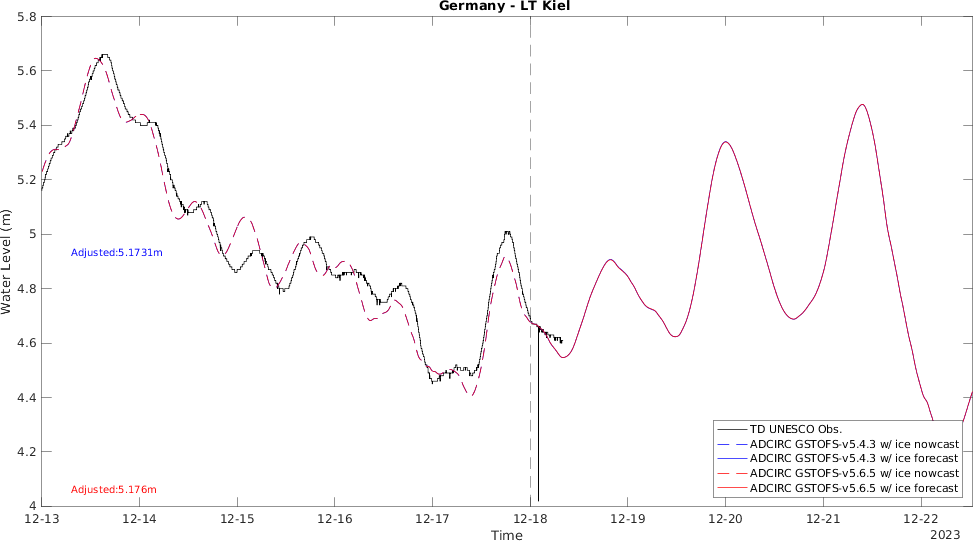 Germany - LT Kiel
5.8
5.6
5.4
5.2
5
4.8
4.6
4.4
4.2
4
Water Level (m)
Adjusted:5.1731m
Adjusted:5.176m
TD UNESCO Obs.
ADCIRC GSTOFS-v5.4.3 w/ ice nowcast
ADCIRC GSTOFS-v5.4.3 w/ ice forecast
ADCIRC GSTOFS-v5.6.5 w/ ice nowcast
ADCIRC GSTOFS-v5.6.5 w/ ice forecast
12-13 12-14 12-15 12-16 12-17 12-18 12-19 12-20 12-21 12-22
Time
2023